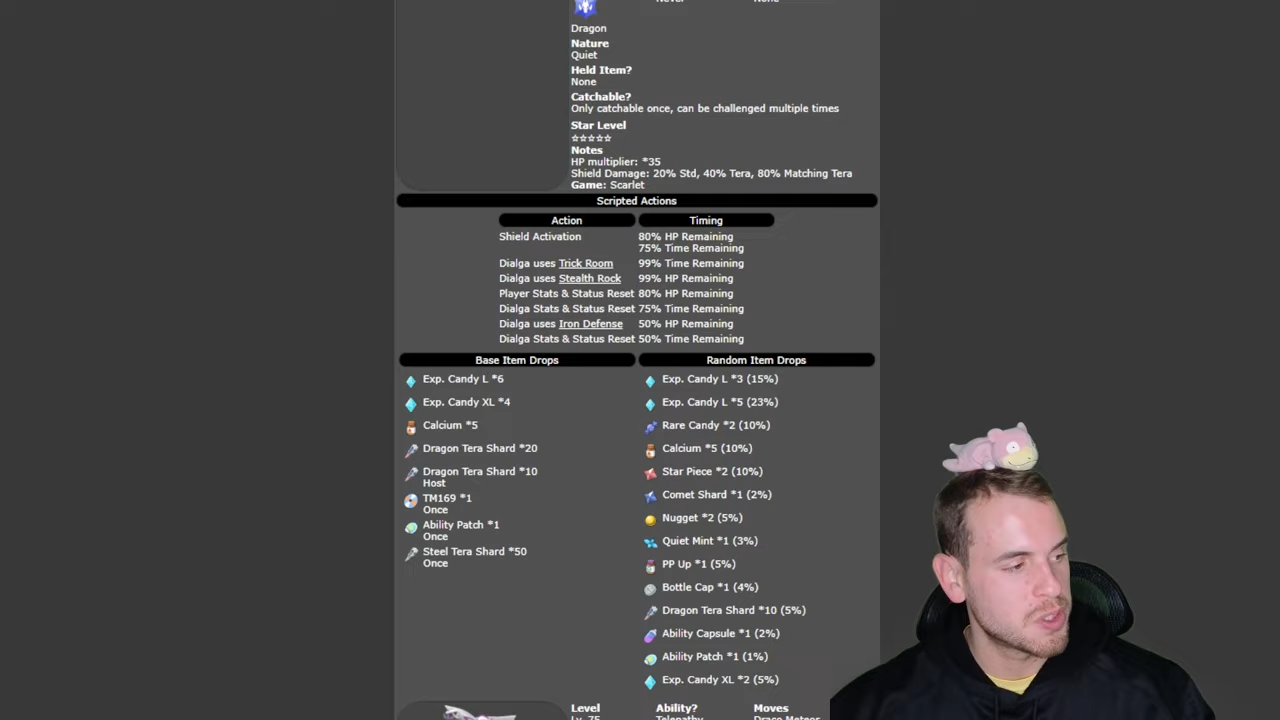 Never None
Dragon
Nature
Quiet
Held Item?
None
Catchable?
Only catchable once, can be challenged multiple times
Star Level
☆☆☆☆☆
Notes
HP multiplier: *35
Shield Damage: 20% Std, 40% Tera, 80% Matching Tera
Game: Scarlet
Scripted Actions
Action Timing
Shield Activation 80% HP Remaining
75% Time Remaining
Dialga uses Trick Room 99% Time Remaining
Dialga uses Stealth Rock 99% HP Remaining
Player Stats & Status Reset 80% HP Remaining
Dialga Stats & Status Reset 75% Time Remaining
Dialga uses Iron Defense 50% HP Remaining
Dialga Stats & Status Reset 50% Time Remaining
Base Item Drops
Exp. Candy L *6
Exp. Candy XL *4
Calcium *5
Dragon Tera Shard *20
Dragon Tera Shard *10
Host
TM169 *1
Once
Ability Patch *1
Once
Steel Tera Shard *50
Once
Random Item Drops
Exp. Candy L *3 (15%)
Exp. Candy L *5 (23%)
Rare Candy *2 (10%)
Calcium *5 (10%)
Star Piece *2 (10%)
Comet Shard *1 (2%)
Nugget *2 (5%)
Quiet Mint *1 (3%)
PP Up *1 (5%)
Bottle Cap *1 (4%)
Dragon Tera Shard *10 (5%)
Ability Capsule *1 (2%)
Ability Patch *1 (1%)
Exp. Candy XL *2 (5%)
Level Ability? Moves
Lv. 75 Telepathy Draco Meteor